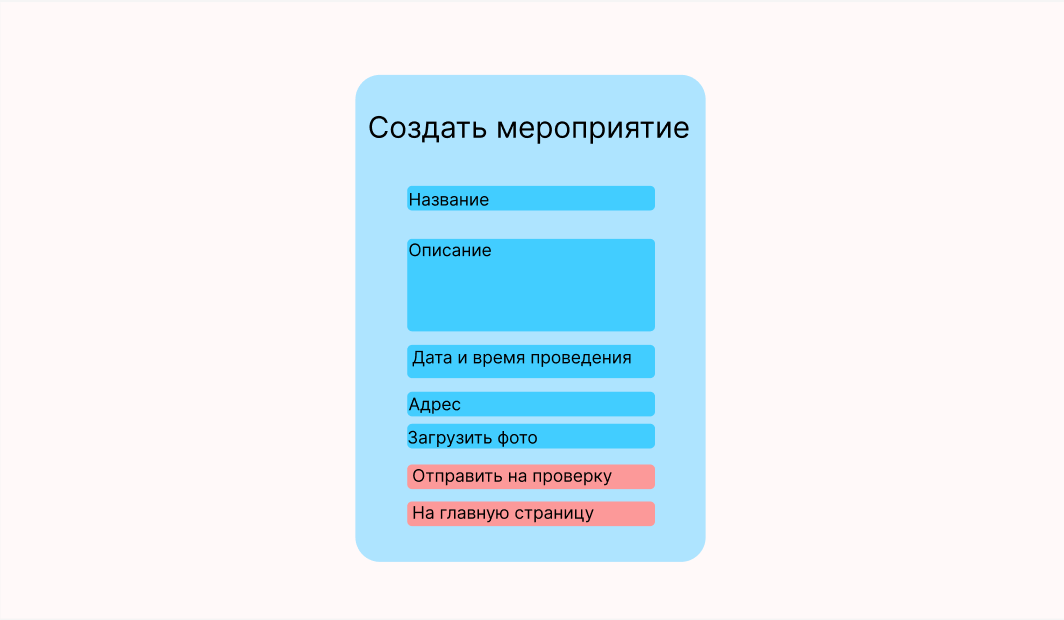 Создать мероприятие
Название
Описание
Дата и время проведения
Адрес
Загрузить фото
Отправить на проверку
На главную страницу